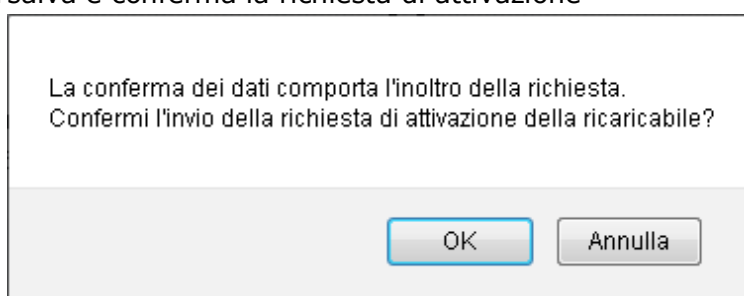 salva e conferma la richiesta di attivazione
La conferma dei dati comporta l'inoltro della richiesta.
Confermi l'invio della richiesta di attivazione della ricaricabile?
OK Annulla